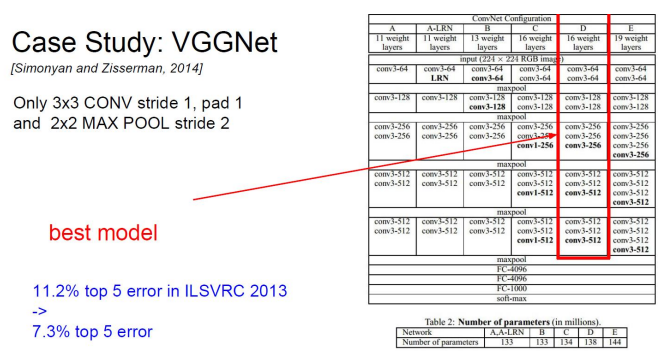 Case Study: VGGNet
[Simonyan and Zisserman, 2014]
Only 3x3 CONV stride 1, pad 1
and 2x2 MAX POOL stride 2
best model
11.2% top 5 error in ILSVRC 2013
->
7.3% top 5 error
ConvNet Configuration
A A-LRN B C D E
11 weight 11 weight 13 weight 16 weight 16 weight 19 weight
layers layers layers layers layers layers
input (224 × 224 RGB image)
conv3-64 conv3-64 conv3-64 conv3-64 conv3-64 conv3-64
LRN conv3-64 conv3-64 conv3-64 conv3-64
maxpool
conv3-128 conv3-128 conv3-128 conv3-128 conv3-128 conv3-128
conv3-128 conv3-128 conv3-128 conv3-128
maxpool
conv3-256 conv3-256 conv3-256 conv3-256 conv3-256 conv3-256
conv3-256 conv3-256 conv3-256 conv3-256 conv3-256 conv3-256
conv1-256 conv3-256 conv3-256
conv3-256
maxpool
conv3-512 conv3-512 conv3-512 conv3-512 conv3-512 conv3-512
conv3-512 conv3-512 conv3-512 conv3-512 conv3-512 conv3-512
conv1-512 conv3-512 conv3-512
conv3-512
maxpool
conv3-512 conv3-512 conv3-512 conv3-512 conv3-512 conv3-512
conv3-512 conv3-512 conv3-512 conv3-512 conv3-512 conv3-512
conv1-512 conv3-512 conv3-512
conv3-512
maxpool
FC-4096
FC-4096
FC-1000
soft-max
Table 2: Number of parameters (in millions).
Network A,A-LRN B C D E
Number of parameters 133 133 134 138 144